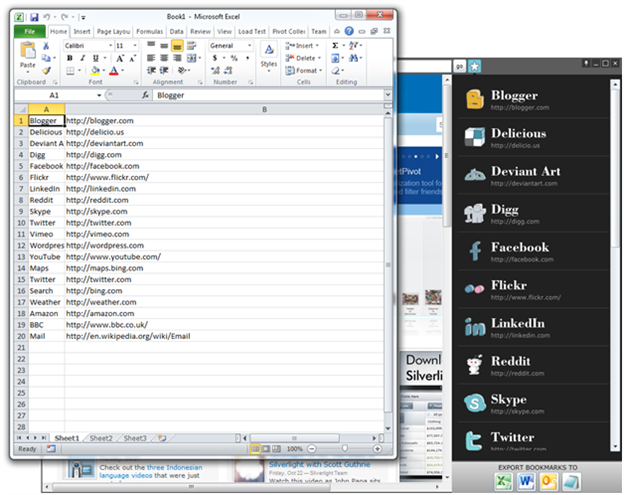 Book1 - Microsoft Excel
File Home Insert Page Layou Formulas Data Review View Load Test Pivot Collec Team
Paste Calibri 11 General Styles Insert Delete Format
Clipboard Font Alignment Number Cells Editing
A1 fx Blogger
A B
1 Blogger http://blogger.com
2 Delicious http://delicio.us
3 Deviant A http://deviantart.com
4 Digg http://digg.com
5 Facebook http://facebook.com
6 Flickr http://www.flickr.com/
7 LinkedIn http://linkedin.com
8 Reddit http://reddit.com
9 Skype http://skype.com
10 Twitter http://twitter.com
11 Vimeo http://vimeo.com
12 Wordpres http://wordpress.com
13 YouTube http://www.youtube.com/
14 Maps http://maps.bing.com
15 Twitter http://twitter.com
16 Search http://bing.com
17 Weather http://weather.com
18 Amazon http://amazon.com
19 BBC http://www.bbc.co.uk/
20 Mail http://en.wikipedia.org/wiki/Email
21
22
23
24
25
26
27
28
Sheet1 Sheet2 Sheet3
Ready 100%
go
etPivot
ization tool for
d filter friends
Downl
Silverli
Check out the three Indonesian
language videos that were just
Silverlight with Scott Guthrie
Friday, Oct 22 — Silverlight Team
Watch this video as John Papa sits
Blogger
http://blogger.com
Delicious
http://delicio.us
Deviant Art
http://deviantart.com
Digg
http://digg.com
Facebook
http://facebook.com
Flickr
http://www.flickr.com/
LinkedIn
http://linkedin.com
Reddit
http://reddit.com
Skype
http://skype.com
Twitter
http://twitter.com
EXPORT BOOKMARKS TO